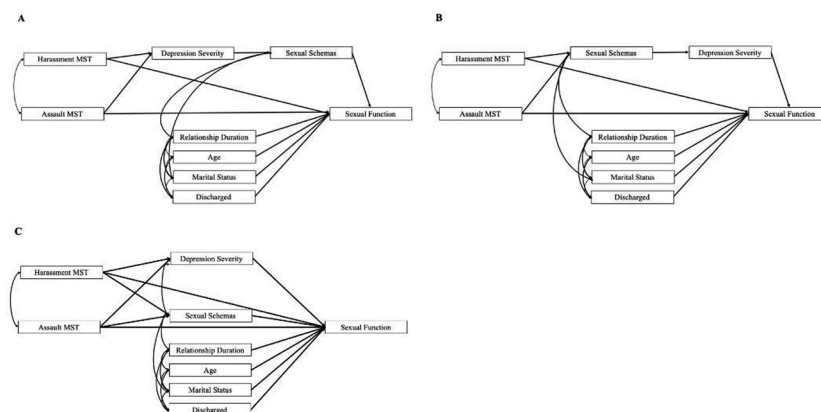 A
Harassment MST
Depression Severity
Sexual Schemas
Assault MST
Sexual Function
Relationship Duration
Age
Marital Status
Discharged
B
Harassment MST
Sexual Schemas
Depression Severity
Assault MST
Sexual Function
Relationship Duration
Age
Marital Status
Discharged
C
Depression Severity
Harassment MST
Sexual Schemas
Assault MST
Sexual Function
Relationship Duration
Age
Marital Status
Discharged